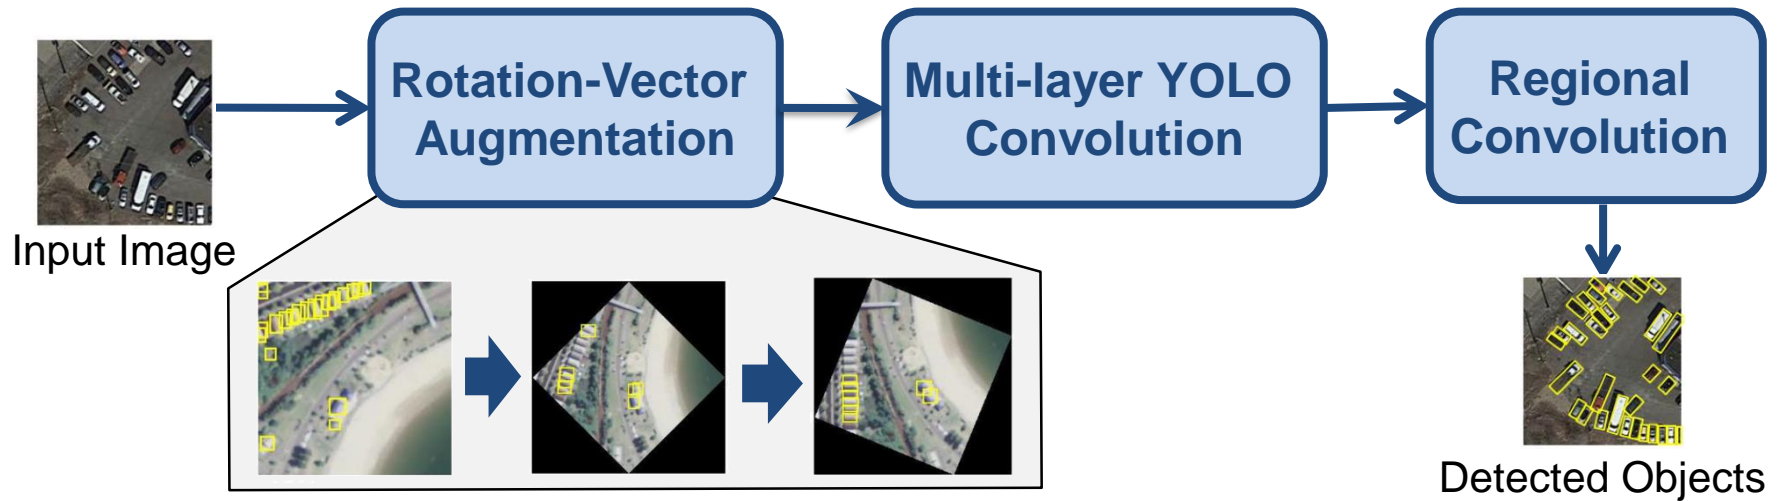 Rotation-Vector
Augmentation
Multi-layer YOLO
Convolution
Regional
Convolution
Input Image
Detected Objects